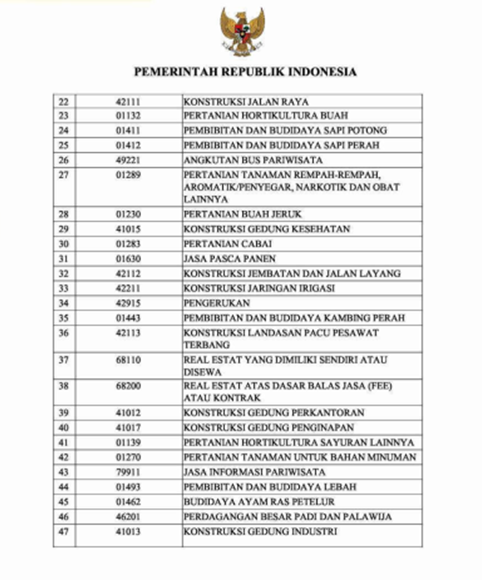 PEMERINTAH REPUBLIK INDONESIA
22 42111 KONSTRUKSI JALAN RAYA
23 01132 PERTANIAN HORTIKULTURA BUAH
24 01411 PEMBIBITAN DAN BUDIDAYA SAPI POTONG
25 01412 PEMBIBITAN DAN BUDIDAYA SAPI PERAH
26 49221 ANGKUTAN BUS PARIWISATA
27 01289 PERTANIAN TANAMAN REMPAH-REMPAH,
AROMATIK/PENYEGAR, NARKOTIK DAN OBAT
LAINNYA
28 01230 PERTANIAN BUAH JERUK
29 41015 KONSTRUKSI GEDUNG KESEHATAN
30 01283 PERTANIAN CABAI
31 01630 JASA PASCA PANEN
32 42112 KONSTRUKSI JEMBATAN DAN JALAN LAYANG
33 42211 KONSTRUKSI JARINGAN IRIGASI
34 42915 PENGERUKAN
35 01443 PEMBIBITAN DAN BUDIDAYA KAMBING PERAH
36 42113 KONSTRUKSI LANDASAN PACU PESAWAT
TERBANG
37 68110 REAL ESTAT YANG DIMILIKI SENDIRI ATAU
DISEWA
38 68200 REAL ESTAT ATAS DASAR BALAS JASA (FEE)
ATAU KONTRAK
39 41012 KONSTRUKSI GEDUNG PERKANTORAN
40 41017 KONSTRUKSI GEDUNG PENGINAPAN
41 01139 PERTANIAN HORTIKULTURA SAYURAN LAINNYA
42 01270 PERTANIAN TANAMAN UNTUK BAHAN MINUMAN
43 79911 JASA INFORMASI PARIWISATA
44 01493 PEMBIBITAN DAN BUDIDAYA LEBAH
45 01462 BUDIDAYA AYAM RAS PETELUR
46 46201 PERDAGANGAN BESAR PADI DAN PALAWIJA
47 41013 KONSTRUKSI GEDUNG INDUSTRI